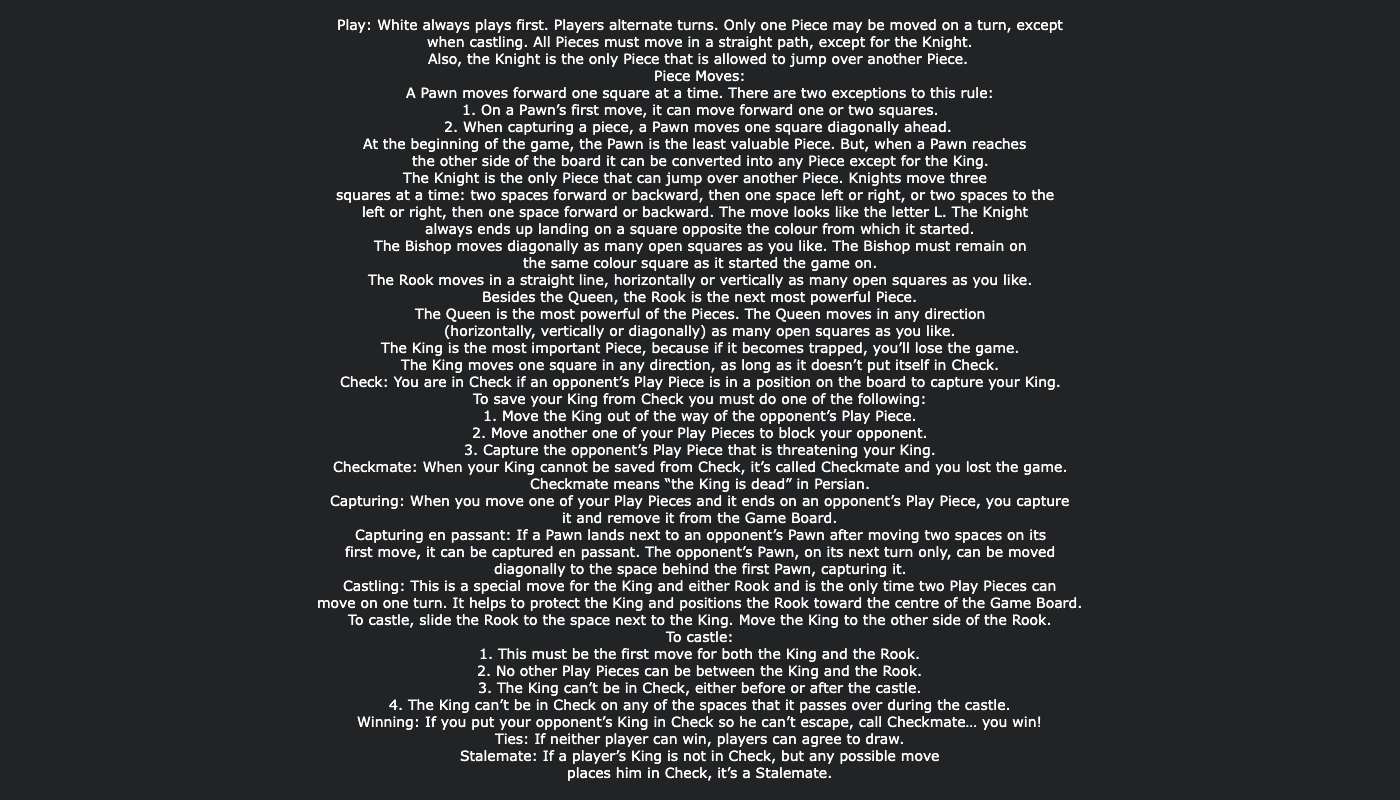 Play: White always plays first. Players alternate turns. Only one Piece may be moved on a turn, except
when castling. All Pieces must move in a straight path, except for the Knight.
Also, the Knight is the only Piece that is allowed to jump over another Piece.
Piece Moves:
A Pawn moves forward one square at a time. There are two exceptions to this rule:
1. On a Pawn’s first move, it can move forward one or two squares.
2. When capturing a piece, a Pawn moves one square diagonally ahead.
At the beginning of the game, the Pawn is the least valuable Piece. But, when a Pawn reaches
the other side of the board it can be converted into any Piece except for the King.
The Knight is the only Piece that can jump over another Piece. Knights move three
squares at a time: two spaces forward or backward, then one space left or right, or two spaces to the
left or right, then one space forward or backward. The move looks like the letter L. The Knight
always ends up landing on a square opposite the colour from which it started.
The Bishop moves diagonally as many open squares as you like. The Bishop must remain on
the same colour square as it started the game on.
The Rook moves in a straight line, horizontally or vertically as many open squares as you like.
Besides the Queen, the Rook is the next most powerful Piece.
The Queen is the most powerful of the Pieces. The Queen moves in any direction
(horizontally, vertically or diagonally) as many open squares as you like.
The King is the most important Piece, because if it becomes trapped, you’ll lose the game.
The King moves one square in any direction, as long as it doesn’t put itself in Check.
Check: You are in Check if an opponent’s Play Piece is in a position on the board to capture your King.
To save your King from Check you must do one of the following:
1. Move the King out of the way of the opponent’s Play Piece.
2. Move another one of your Play Pieces to block your opponent.
3. Capture the opponent’s Play Piece that is threatening your King.
Checkmate: When your King cannot be saved from Check, it’s called Checkmate and you lost the game.
Checkmate means “the King is dead” in Persian.
Capturing: When you move one of your Play Pieces and it ends on an opponent’s Play Piece, you capture
it and remove it from the Game Board.
Capturing en passant: If a Pawn lands next to an opponent’s Pawn after moving two spaces on its
first move, it can be captured en passant. The opponent’s Pawn, on its next turn only, can be moved
diagonally to the space behind the first Pawn, capturing it.
Castling: This is a special move for the King and either Rook and is the only time two Play Pieces can
move on one turn. It helps to protect the King and positions the Rook toward the centre of the Game Board.
To castle, slide the Rook to the space next to the King. Move the King to the other side of the Rook.
To castle:
1. This must be the first move for both the King and the Rook.
2. No other Play Pieces can be between the King and the Rook.
3. The King can’t be in Check, either before or after the castle.
4. The King can’t be in Check on any of the spaces that it passes over during the castle.
Winning: If you put your opponent’s King in Check so he can’t escape, call Checkmate… you win!
Ties: If neither player can win, players can agree to draw.
Stalemate: If a player’s King is not in Check, but any possible move
places him in Check, it’s a Stalemate.